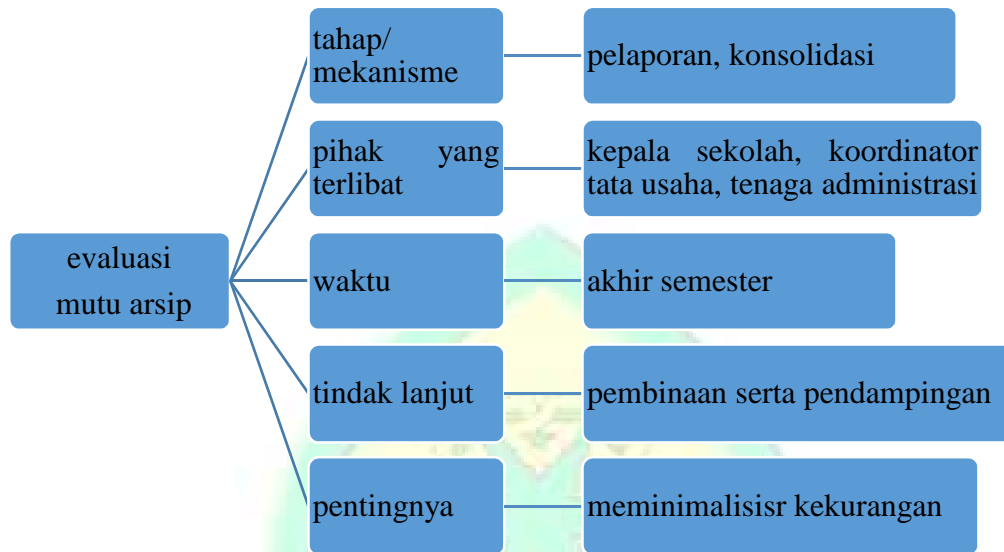 evaluasi
mutu arsip
tahap/
mekanisme
pelaporan, konsolidasi
pihak yang
terlibat
kepala sekolah, koordinator
tata usaha, tenaga administrasi
waktu
akhir semester
tindak lanjut
pembinaan serta pendampingan
pentingnya
meminimalisisr kekurangan